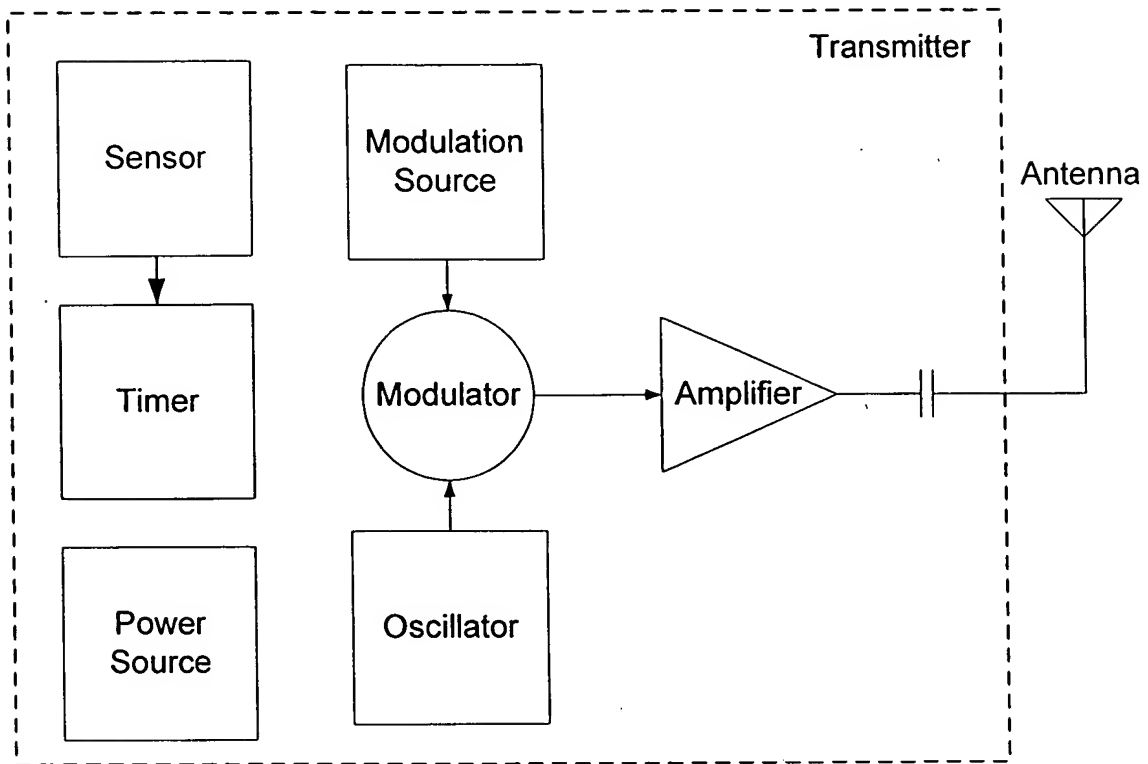 Transmitter
Sensor
Modulation
Source
Antenna
Timer
Modulator
Amplifier
Power
Source
Oscillator